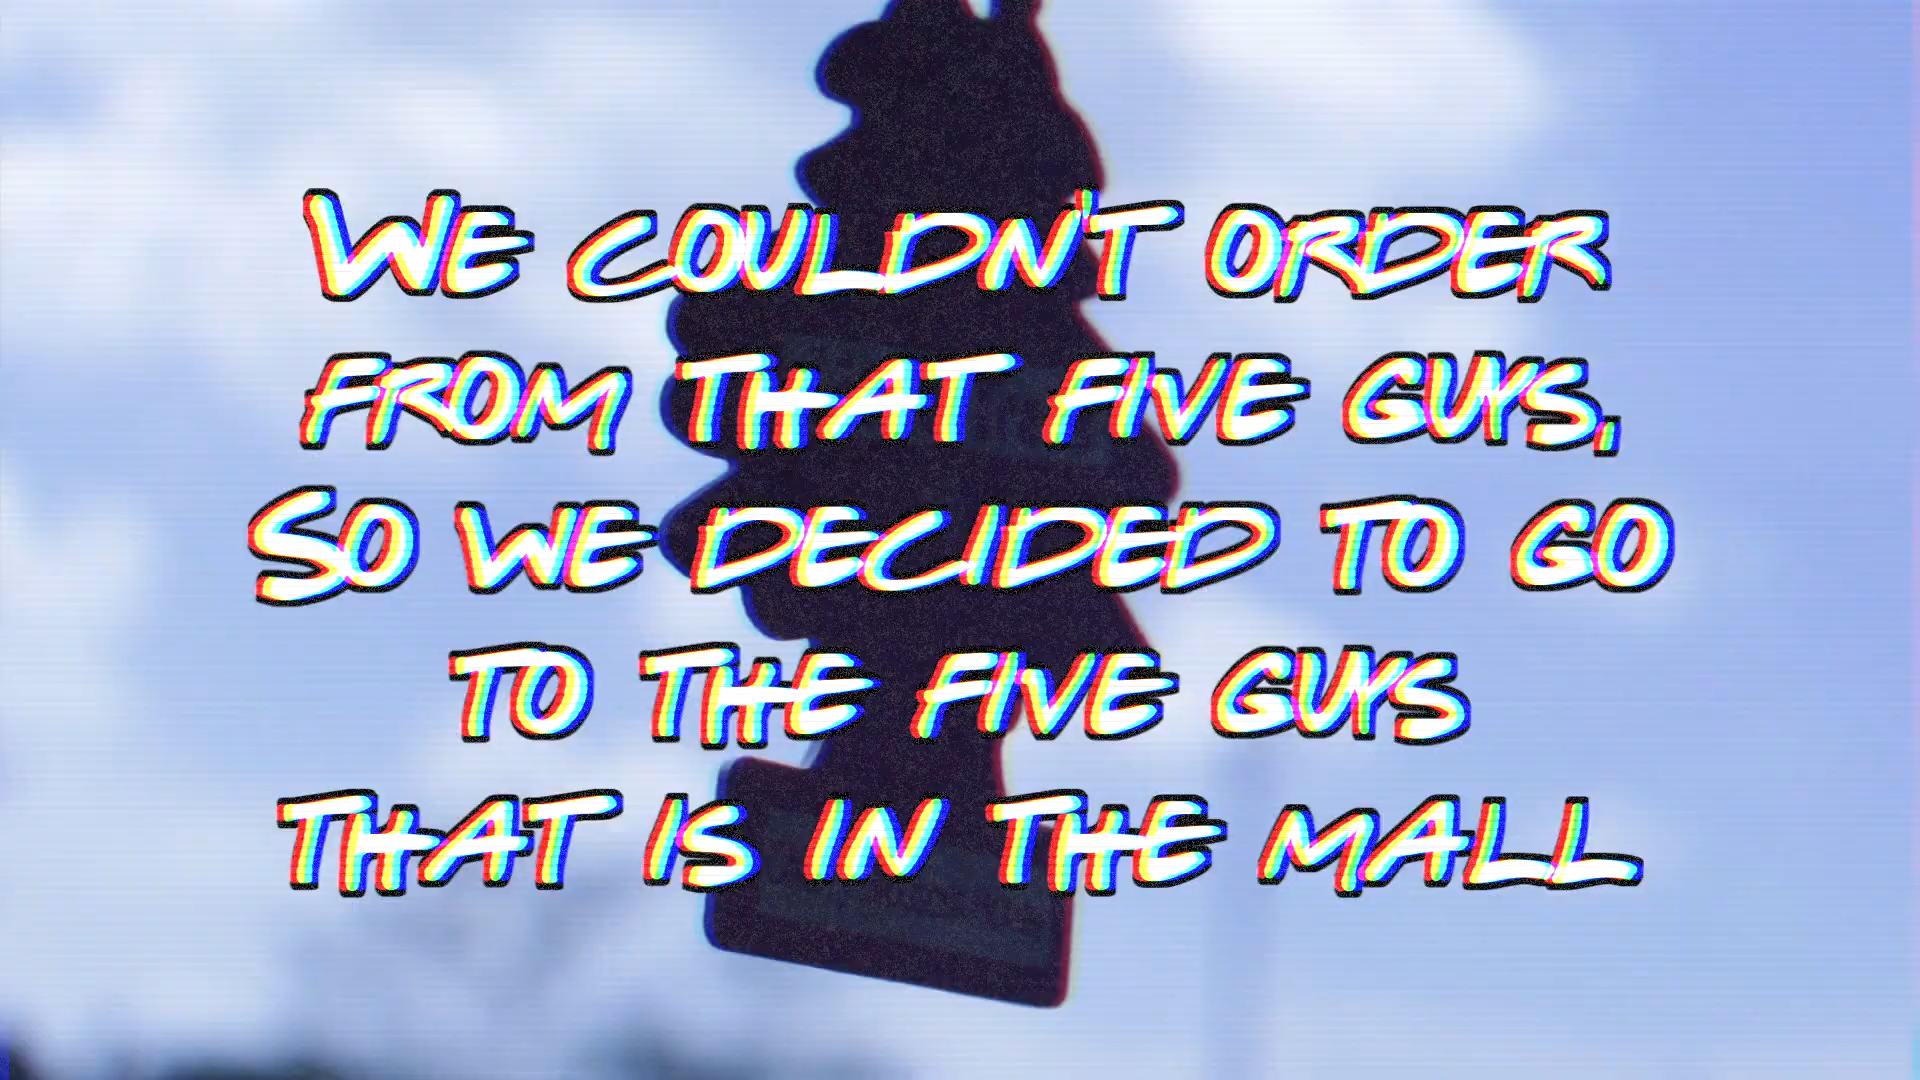 WE COULDN'T ORDER
FROM THAT FIVE GUYS,
SO WE DECIDED TO GO
TO THE FIVE GUYS
THAT IS IN THE MALL